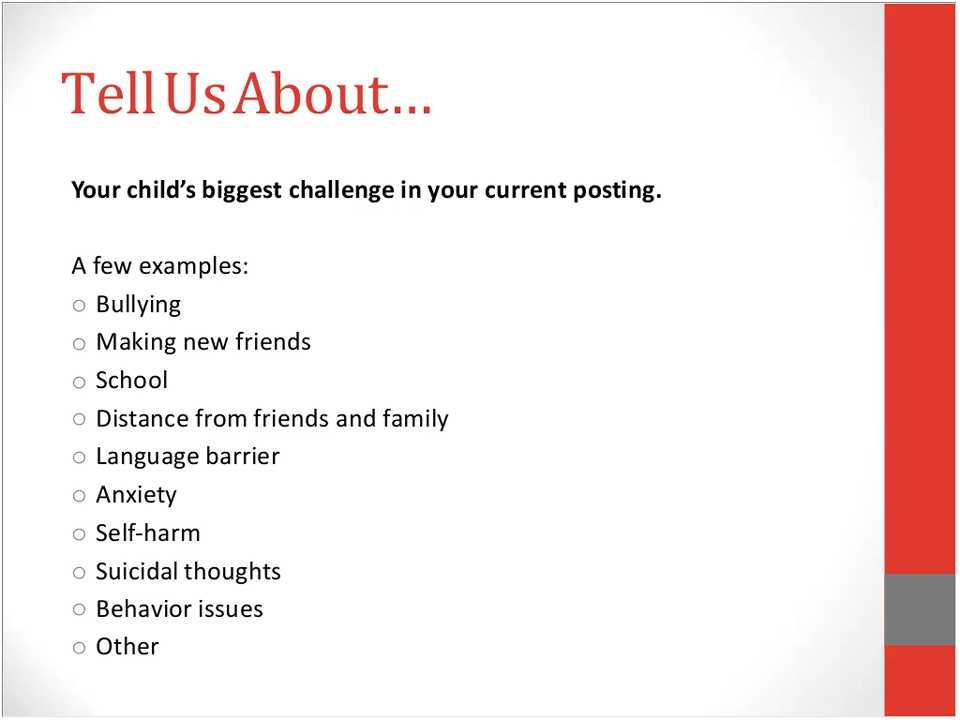 Tell Us About...
Your child's biggest challenge in your current posting.
A few examples:
○ Bullying
○ Making new friends
○ School
○ Distance from friends and family
○ Language barrier
○ Anxiety
○ Self-harm
○ Suicidal thoughts
○ Behavior issues
○ Other